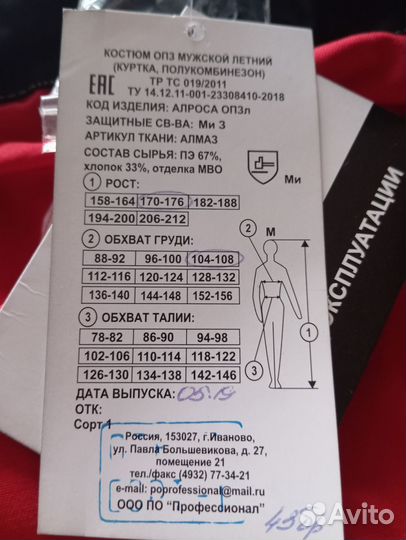 КОСТЮМ ОПЗ МУЖСКОЙ ЛЕТНИЙ
(КУРТКА, ПОЛУКОМБИНЕЗОН)
ЕАС ТР ТС 019/2011
ТУ 14.12.11-001-23308410-2018
КОД ИЗДЕЛИЯ: АЛРОСА ОПЗл
ЗАЩИТНЫЕ СВ-ВА: Ми З
АРТИКУЛ ТКАНИ: АЛМАЗ
СОСТАВ СЫРЬЯ: ПЭ 67%,
хлопок 33%, отделка МВО
Ми
1 РОСТ:
158-164 170-176 182-188
194-200 206-212
2 ОБХВАТ ГРУДИ:
88-92 96-100 104-108
112-116 120-124 128-132
136-140 144-148 152-156
3 ОБХВАТ ТАЛИИ:
78-82 86-90 94-98
102-106 110-114 118-122
126-130 134-138 142-146
2 М
1
3
ДАТА ВЫПУСКА: 05.19
ОТК:
Сорт 1
Россия, 153027, г.Иваново,
ул. Павла Большевикова, д. 27,
помещение 21
тел./факс (4932) 77-34-21
e-mail: poprofessional@mail.ru
ООО ПО "Профессионал"
ЭКСПЛУАТАЦИИ
Avito